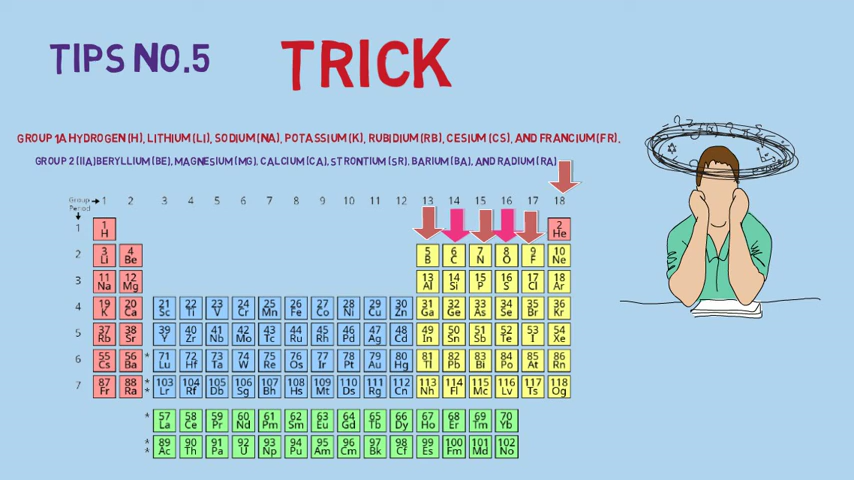 TIPS NO.5
TRICK
GROUP 1A HYDROGEN (H), LITHIUM (LI), SODIUM (NA), POTASSIUM (K), RUBIDIUM (RB), CESIUM (CS), AND FRANCIUM (FR),
GROUP 2 (IIA)BERYLLIUM (BE), MAGNESIUM (MG), CALCIUM (CA), STRONTIUM (SR), BARIUM (BA), AND RADIUM (RA)
Group 1 2 3 4 5 6 7 8 9 10 11 12 13 14 15 16 17 18
Period
1 1 2
H He
2 3 4 5 6 7 8 9 10
Li Be B C N O F Ne
3 11 12 13 14 15 16 17 18
Na Mg Al Si P S Cl Ar
4 19 20 21 22 23 24 25 26 27 28 29 30 31 32 33 34 35 36
K Ca Sc Ti V Cr Mn Fe Co Ni Cu Zn Ga Ge As Se Br Kr
5 37 38 39 40 41 42 43 44 45 46 47 48 49 50 51 52 53 54
Rb Sr Y Zr Nb Mo Tc Ru Rh Pd Ag Cd In Sn Sb Te I Xe
6 55 56 * 71 72 73 74 75 76 77 78 79 80 81 82 83 84 85 86
Cs Ba Lu Hf Ta W Re Os Ir Pt Au Hg Tl Pb Bi Po At Rn
7 87 88 * 103 104 105 106 107 108 109 110 111 112 113 114 115 116 117 118
Fr Ra * Lr Rf Db Sg Bh Hs Mt Ds Rg Cn Nh Fl Mc Lv Ts Og
* 57 58 59 60 61 62 63 64 65 66 67 68 69 70
La Ce Pr Nd Pm Sm Eu Gd Tb Dy Ho Er Tm Yb
* 89 90 91 92 93 94 95 96 97 98 99 100 101 102
* Ac Th Pa U Np Pu Am Cm Bk Cf Es Fm Md No